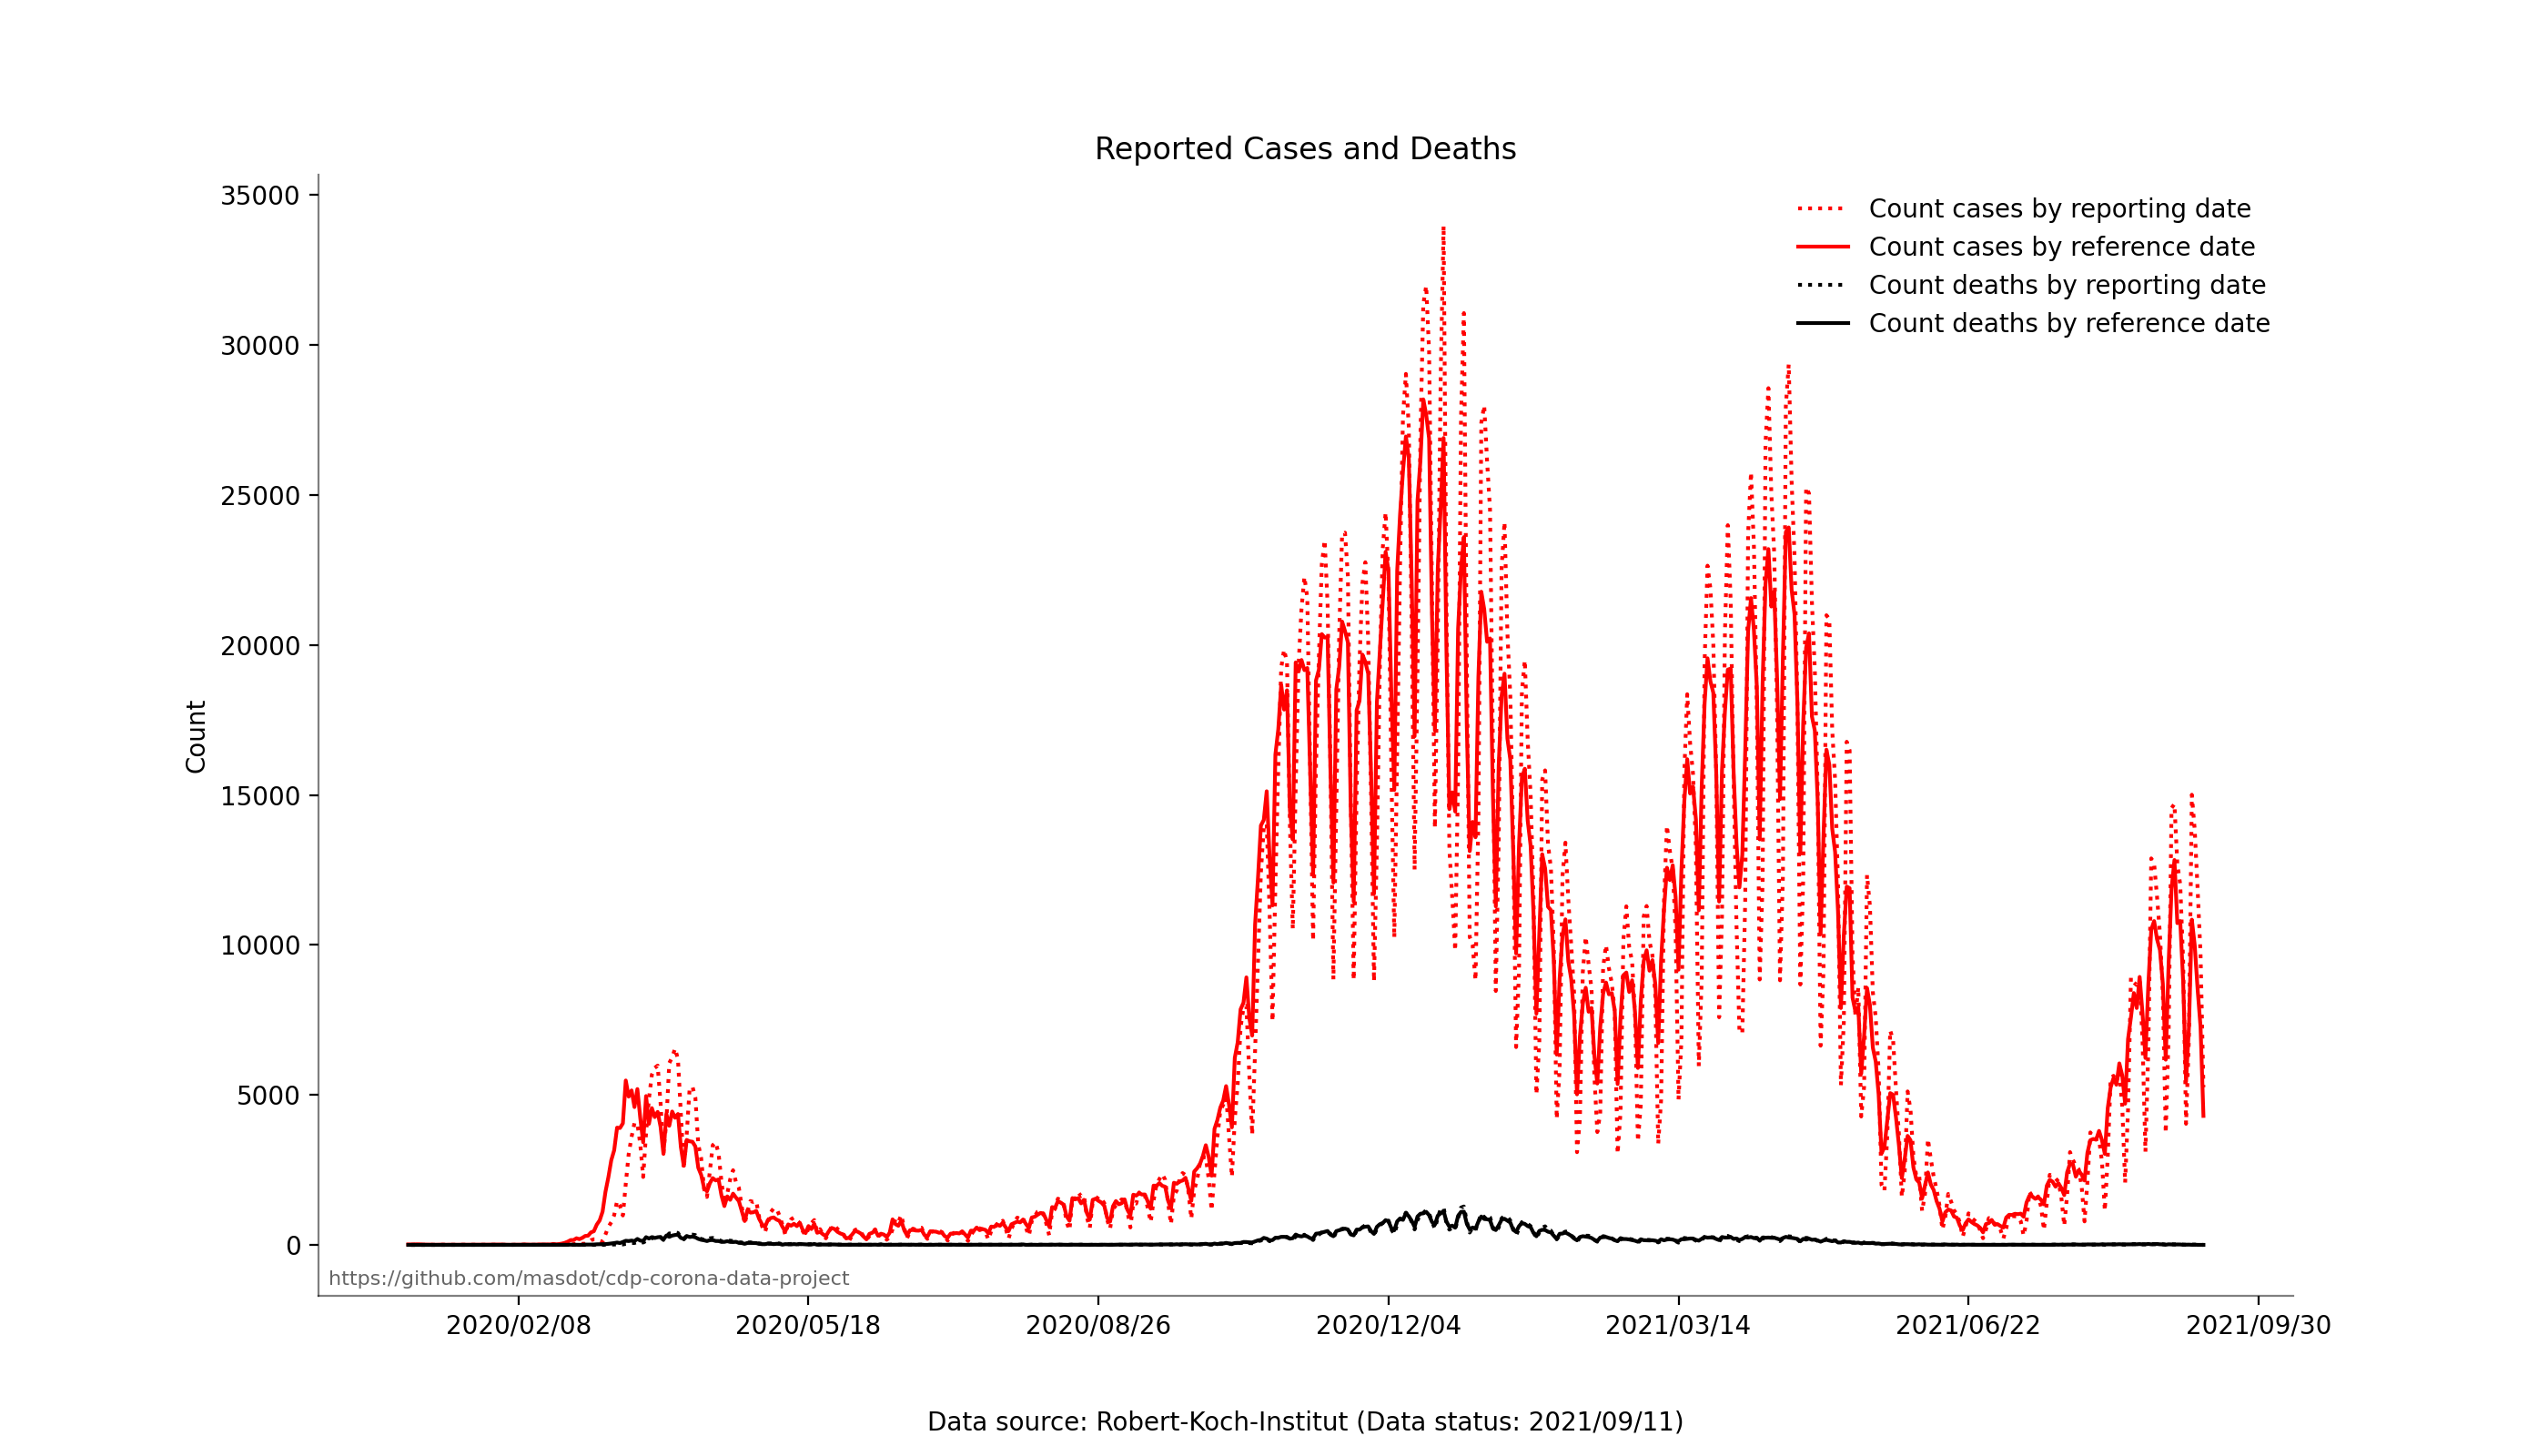 Reported Cases and Deaths
35000
30000
25000
20000
15000
10000
5000
0
Count
Count cases by reporting date
Count cases by reference date
Count deaths by reporting date
Count deaths by reference date
https://github.com/masdot/cdp-corona-data-project
2020/02/08 2020/05/18 2020/08/26 2020/12/04 2021/03/14 2021/06/22 2021/09/30
Data source: Robert-Koch-Institut (Data status: 2021/09/11)